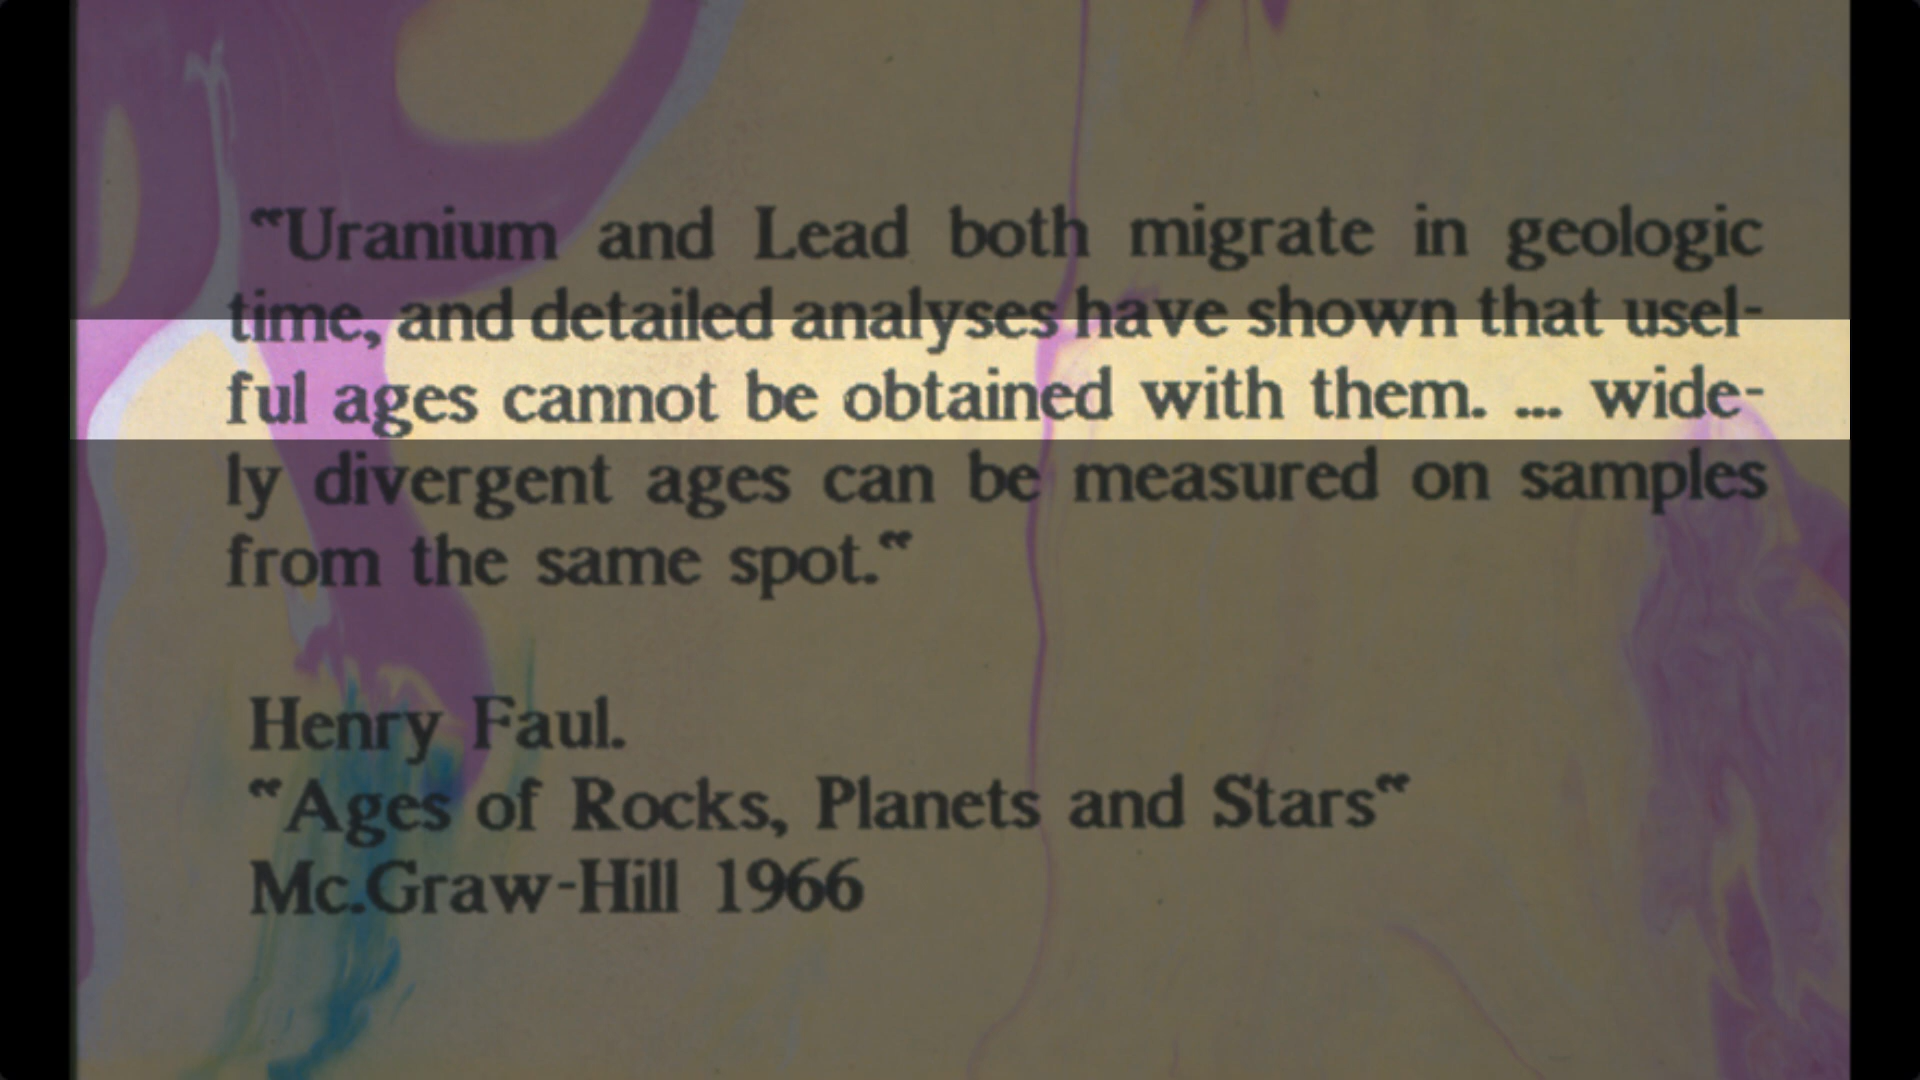 “Uranium and Lead both migrate in geologic
time, and detailed analyses have shown that usel-
ful ages cannot be obtained with them. ... wide-
ly divergent ages can be measured on samples
from the same spot.“
Henry Faul.
“Ages of Rocks, Planets and Stars“
Mc.Graw-Hill 1966